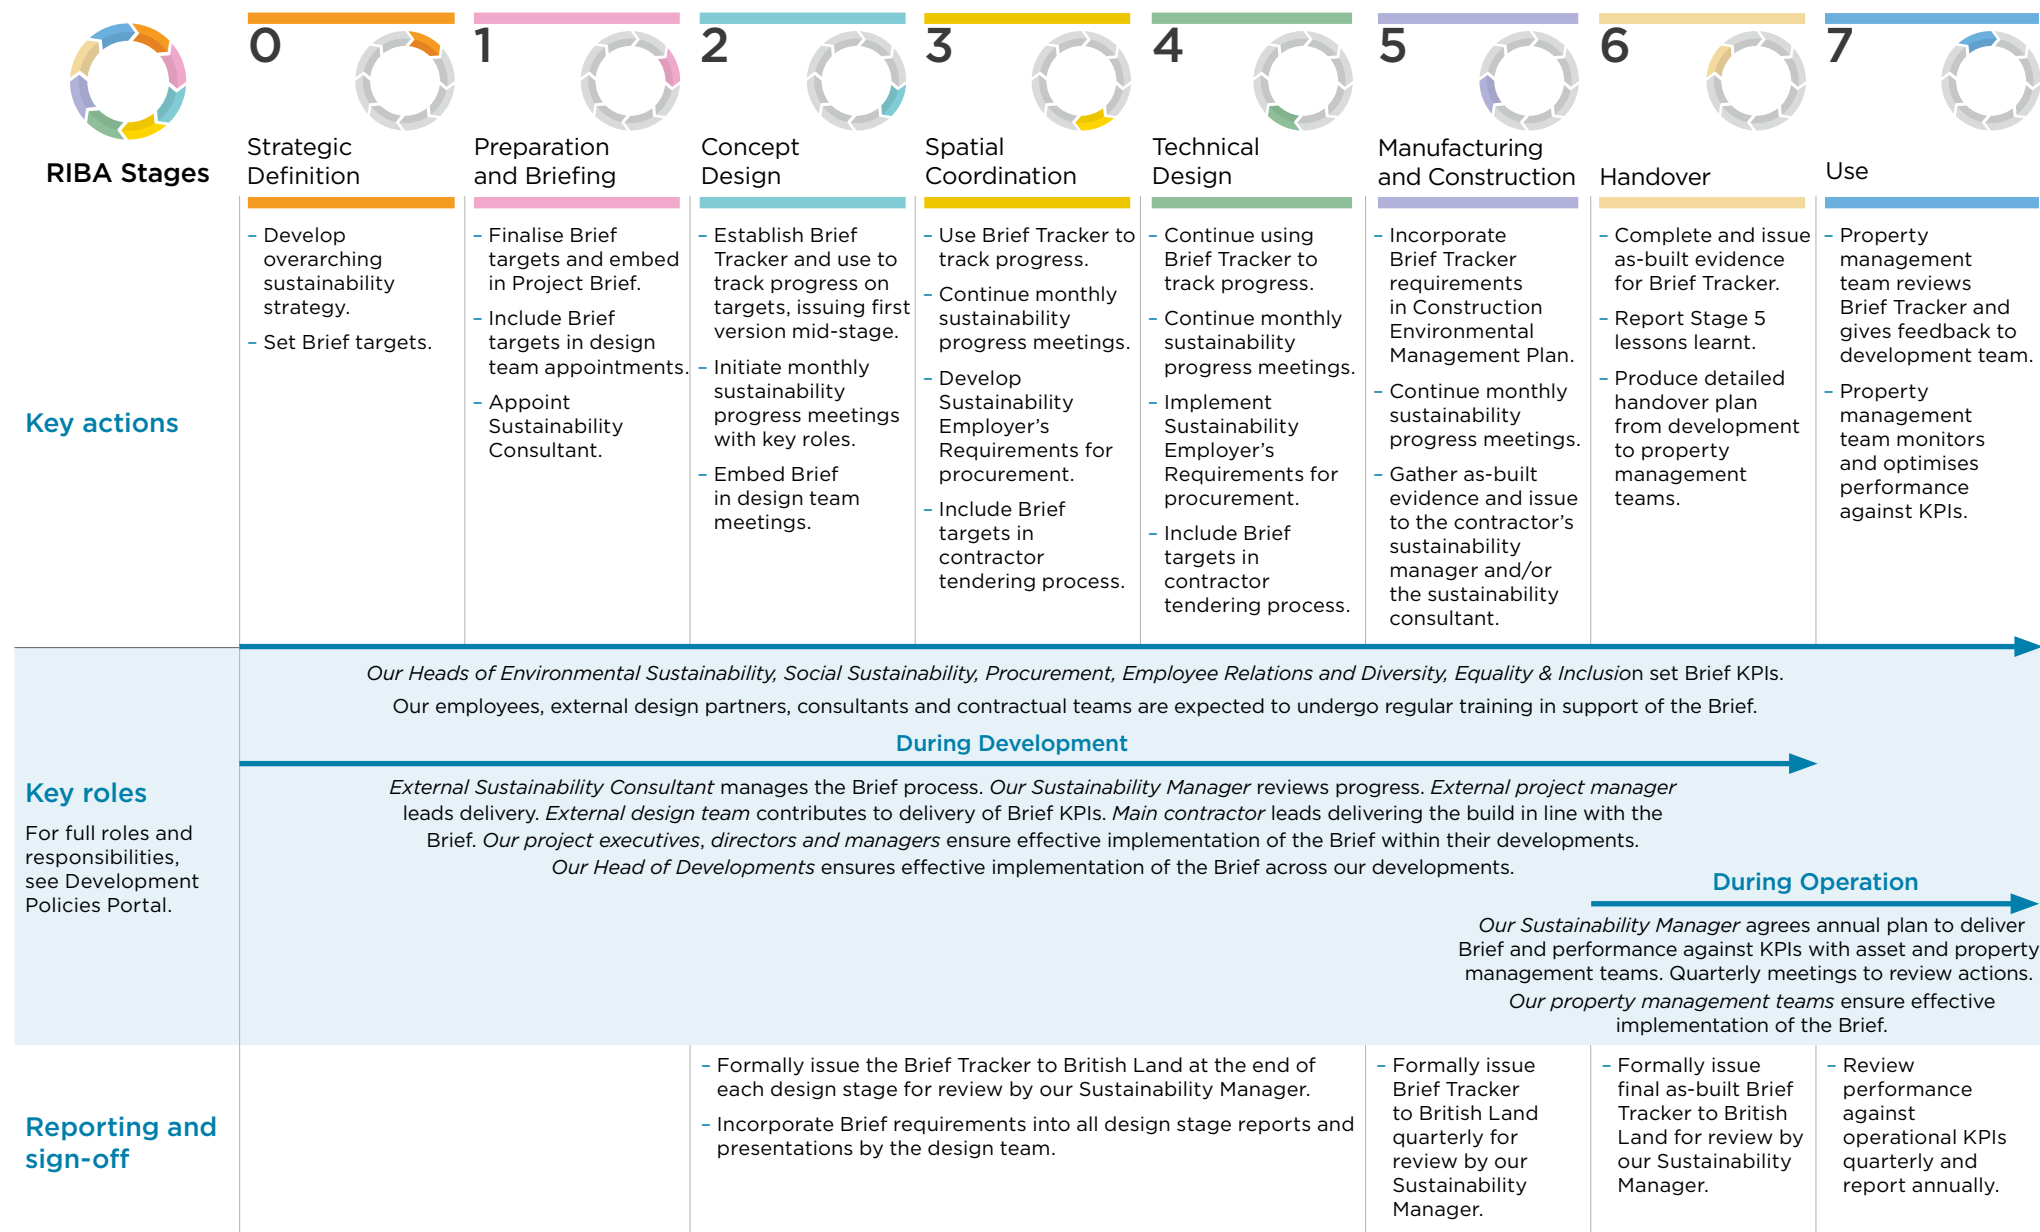 RIBA Stages
0
Strategic
Definition
1
Preparation
and Briefing
2
Concept
Design
3
Spatial
Coordination
4
Technical
Design
5
Manufacturing
and Construction
6
Handover
7
Use
Key actions
– Develop
overarching
sustainability
strategy.
– Set Brief targets.
– Finalise Brief
targets and embed
in Project Brief.
– Include Brief
targets in design
team appointments.
– Appoint
Sustainability
Consultant.
– Establish Brief
Tracker and use to
track progress on
targets, issuing first
version mid-stage.
– Initiate monthly
sustainability
progress meetings
with key roles.
– Embed Brief
in design team
meetings.
– Use Brief Tracker to
track progress.
– Continue monthly
sustainability
progress meetings.
– Develop
Sustainability
Employer's
Requirements for
procurement.
– Include Brief
targets in
contractor
tendering process.
– Continue using
Brief Tracker to
track progress.
– Continue monthly
sustainability
progress meetings.
– Implement
Sustainability
Employer's
Requirements for
procurement.
– Include Brief
targets in
contractor
tendering process.
– Incorporate
Brief Tracker
requirements
in Construction
Environmental
Management Plan.
– Continue monthly
sustainability
progress meetings.
– Gather as-built
evidence and issue
to the contractor's
sustainability
manager and/or
the sustainability
consultant.
– Complete and issue
as-built evidence
for Brief Tracker.
– Report Stage 5
lessons learnt.
– Produce detailed
handover plan
from development
to property
management
teams.
– Property
management
team reviews
Brief Tracker and
gives feedback to
development team.
– Property
management
team monitors
and optimises
performance
against KPIs.
Key roles
For full roles and
responsibilities,
see Development
Policies Portal.
Our Heads of Environmental Sustainability, Social Sustainability, Procurement, Employee Relations and Diversity, Equality & Inclusion set Brief KPIs.
Our employees, external design partners, consultants and contractual teams are expected to undergo regular training in support of the Brief.
During Development
External Sustainability Consultant manages the Brief process. Our Sustainability Manager reviews progress. External project manager
leads delivery. External design team contributes to delivery of Brief KPIs. Main contractor leads delivering the build in line with the
Brief. Our project executives, directors and managers ensure effective implementation of the Brief within their developments.
Our Head of Developments ensures effective implementation of the Brief across our developments.
During Operation
Our Sustainability Manager agrees annual plan to deliver
Brief and performance against KPIs with asset and property
management teams. Quarterly meetings to review actions.
Our property management teams ensure effective
implementation of the Brief.
Reporting and
sign-off
– Formally issue the Brief Tracker to British Land at the end of
each design stage for review by our Sustainability Manager.
– Incorporate Brief requirements into all design stage reports and
presentations by the design team.
– Formally issue
Brief Tracker
to British Land
quarterly for
review by our
Sustainability
Manager.
– Formally issue
final as-built Brief
Tracker to British
Land for review by
our Sustainability
Manager.
– Review
performance
against
operational KPIs
quarterly and
report annually.